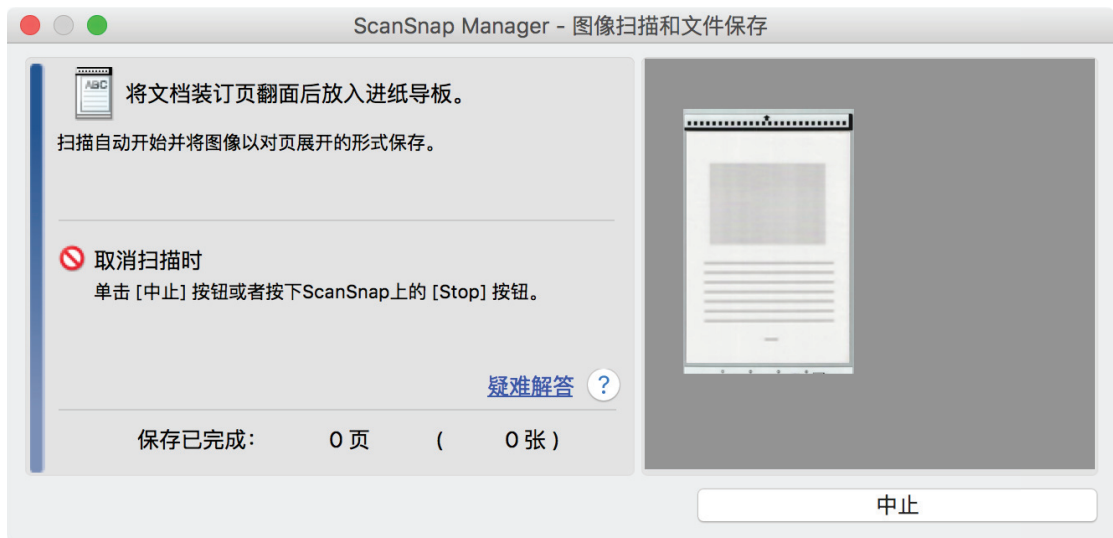 ScanSnap Manager - 图像扫描和文件保存
ABC
将文档装订页翻面后放入进纸导板。
扫描自动开始并将图像以对页展开的形式保存。
取消扫描时
单击 [中止] 按钮或者按下ScanSnap上的 [Stop] 按钮。
疑难解答 ?
保存已完成: 0 页 ( 0 张 )
中止